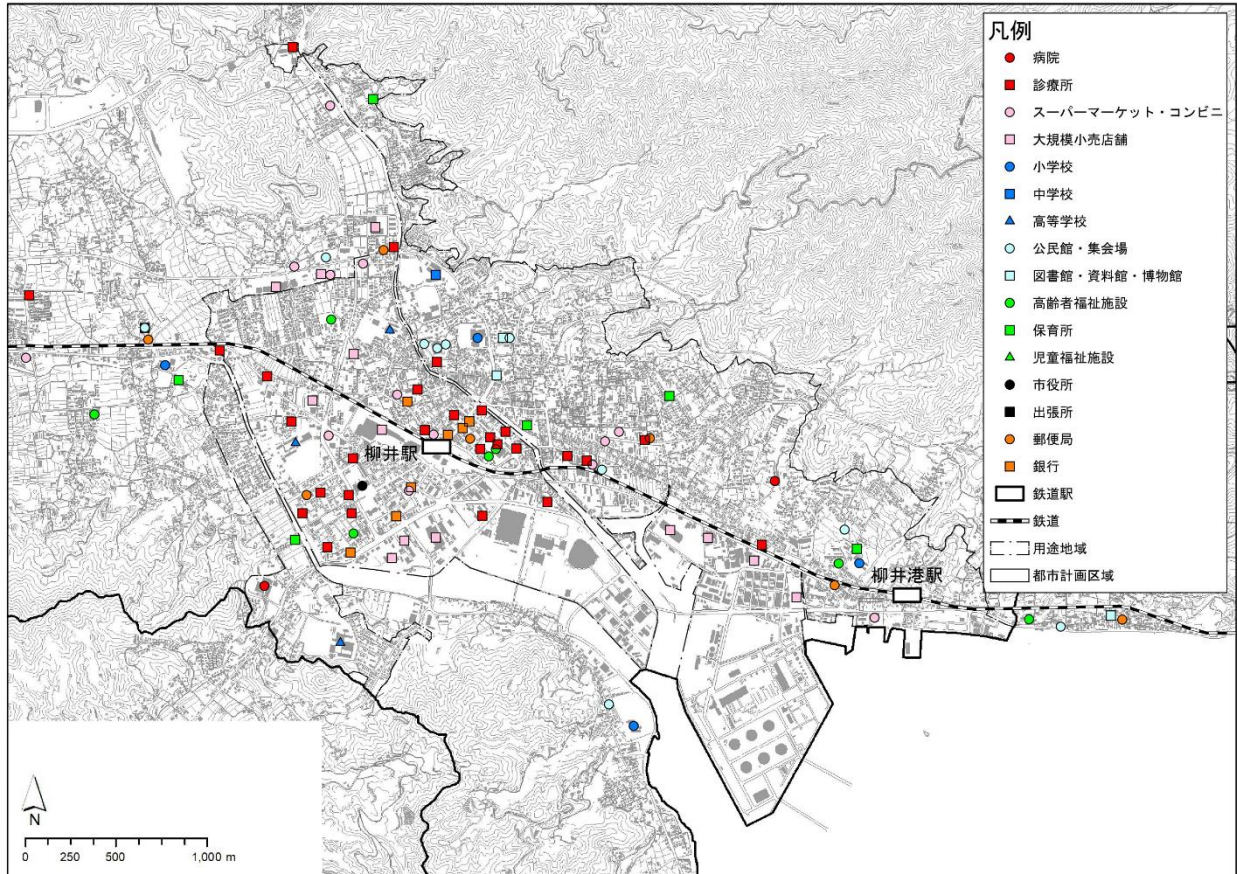 凡例
病院
診療所
スーパーマーケット・コンビニ
大規模小売店舗
小学校
中学校
高等学校
公民館・集会場
図書館・資料館・博物館
高齢者福祉施設
保育所
児童福祉施設
市役所
出張所
郵便局
銀行
鉄道駅
鉄道
用途地域
都市計画区域
柳井駅
柳井港駅
N
0 250 500 1,000 m